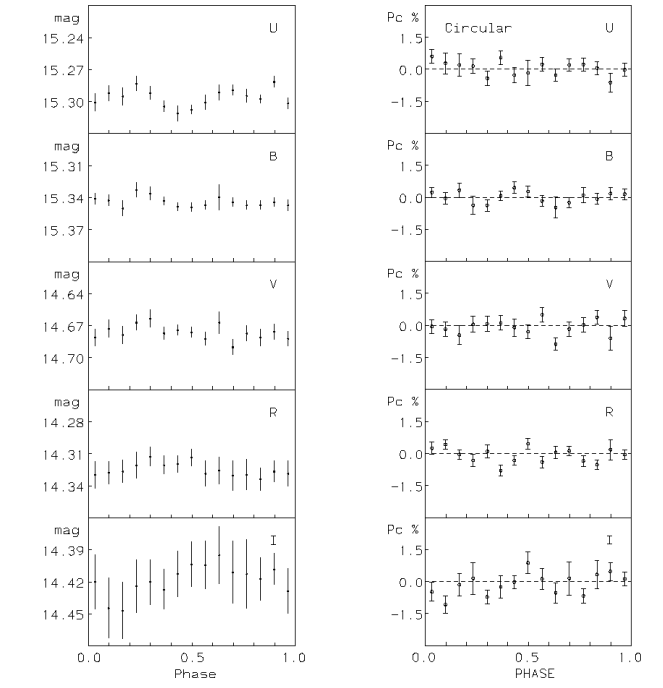 mag
15.24
15.27
15.30
U
mag
15.31
15.34
15.37
B
mag
14.64
14.67
14.70
V
mag
14.28
14.31
14.34
R
mag
14.39
14.42
14.45
I
0.0 0.5 1.0
Phase
Pc %
1.5
0.0
-1.5
Circular U
Pc %
1.5
0.0
-1.5
B
Pc %
1.5
0.0
-1.5
V
Pc %
1.5
0.0
-1.5
R
Pc %
1.5
0.0
-1.5
I
0.0 0.5 1.0
PHASE